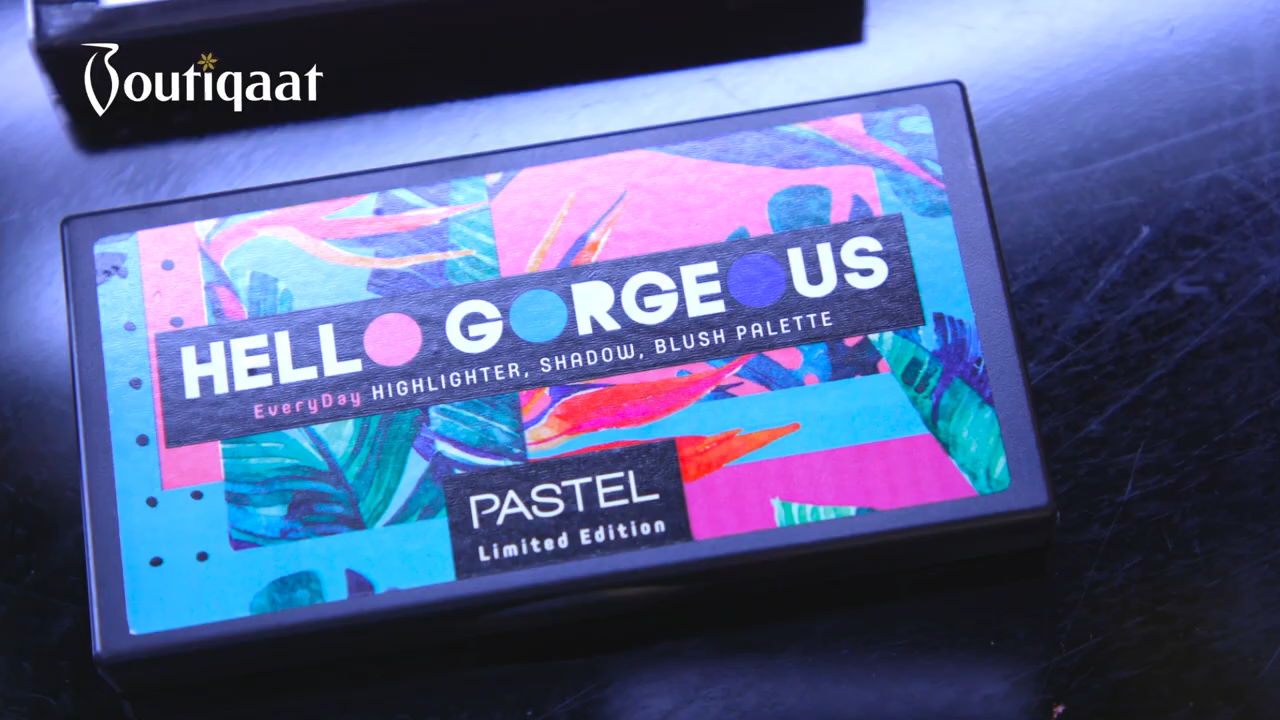 Boutiqaat
HELLO GORGEOUS
EveryDay HIGHLIGHTER, SHADOW, BLUSH PALETTE
PASTEL
Limited Edition